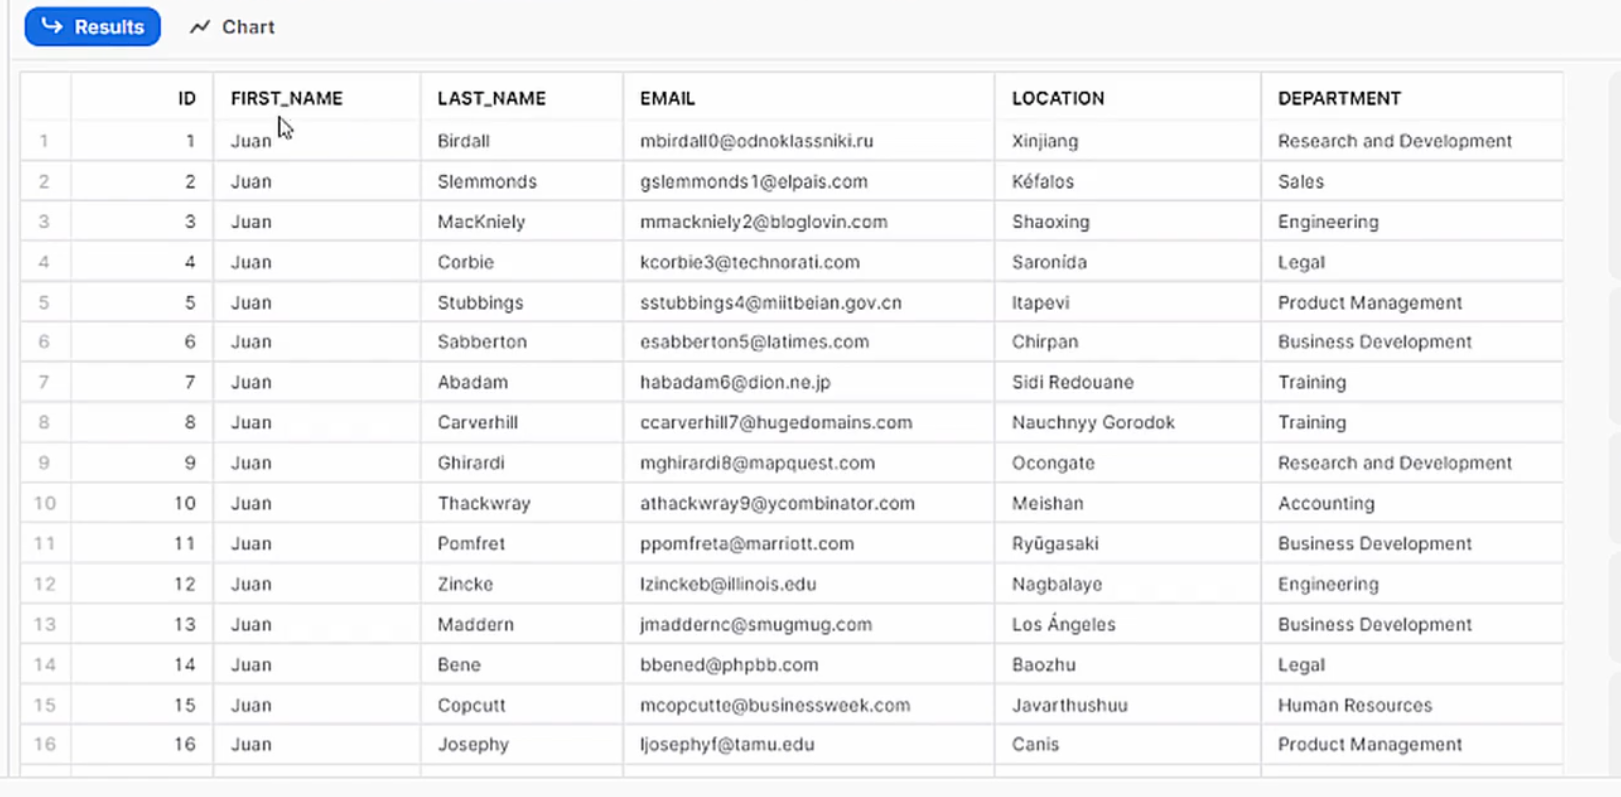 Results Chart
ID FIRST_NAME LAST_NAME EMAIL LOCATION DEPARTMENT
1 1 Juan Birdall mbirdall0@odnoklassniki.ru Xinjiang Research and Development
2 2 Juan Slemmonds gslemmonds1@elpais.com Kéfalos Sales
3 3 Juan MacKniely mmackniely2@bloglovin.com Shaoxing Engineering
4 4 Juan Corbie kcorbie3@technorati.com Saronída Legal
5 5 Juan Stubbings sstubbings4@miitbeian.gov.cn Itapevi Product Management
6 6 Juan Sabberton esabberton5@latimes.com Chirpan Business Development
7 7 Juan Abadam habadam6@dion.ne.jp Sidi Redouane Training
8 8 Juan Carverhill ccarverhill7@hugedomains.com Nauchnyy Gorodok Training
9 9 Juan Ghirardi mghirardi8@mapquest.com Ocongate Research and Development
10 10 Juan Thackwray athackwray9@ycombinator.com Meishan Accounting
11 11 Juan Pomfret ppomfreta@marriott.com Ryūgasaki Business Development
12 12 Juan Zincke lzinckeb@illinois.edu Nagbalaye Engineering
13 13 Juan Maddern jmaddernc@smugmug.com Los Ángeles Business Development
14 14 Juan Bene bbened@phpbb.com Baozhu Legal
15 15 Juan Copcutt mcopcutte@businessweek.com Javarthushuu Human Resources
16 16 Juan Josephy ljosephyf@tamu.edu Canis Product Management